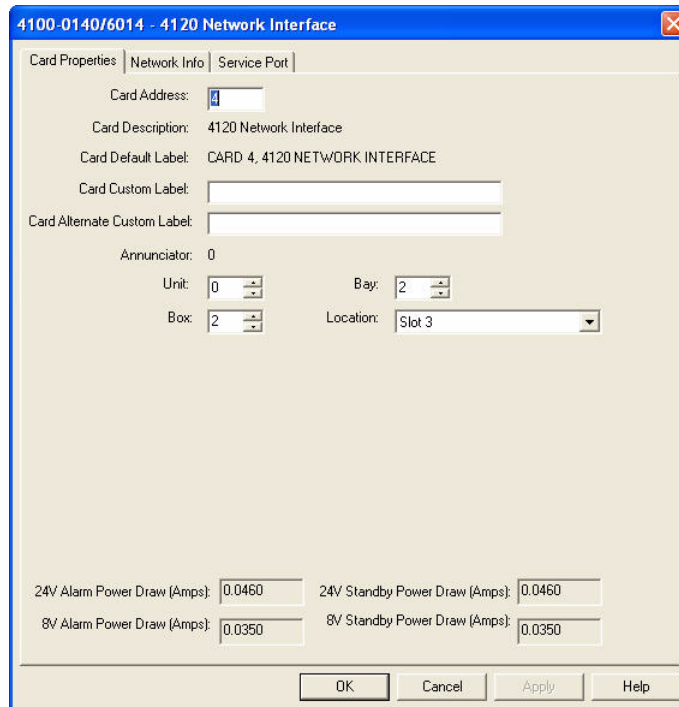 4100-0140/6014 - 4120 Network Interface
Card Properties Network Info Service Port
Card Address: 4
Card Description: 4120 Network Interface
Card Default Label: CARD 4, 4120 NETWORK INTERFACE
Card Custom Label:
Card Alternate Custom Label:
Annunciator: 0
Unit: 0 Bay: 2
Box: 2 Location: Slot 3
24V Alarm Power Draw (Amps): 0.0460 24V Standby Power Draw (Amps): 0.0460
8V Alarm Power Draw (Amps): 0.0350 8V Standby Power Draw (Amps): 0.0350
OK Cancel Apply Help